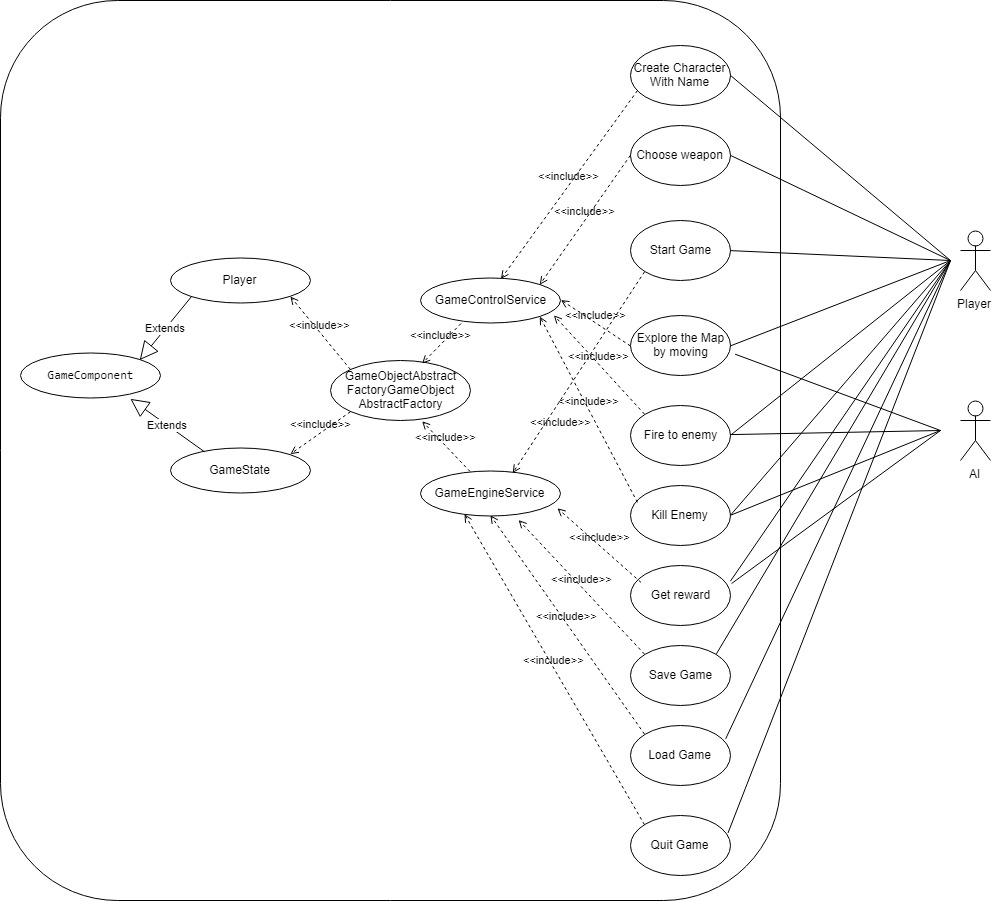 Create Character
With Name
<<include>>
Choose weapon
<<include>>
Start Game
Player
Player
GameControlService
<<include>>
Extends
<<include>>
<<include>>
Explore the Map
by moving
<<include>>
GameComponent
GameObjectAbstract
FactoryGameObject
AbstractFactory
<<include>>
<<include>>
<<include>>
Extends
<<include>>
Fire to enemy
GameState
AI
GameEngineService
Kill Enemy
<<include>>
<<include>>
Get reward
<<include>>
<<include>>
Save Game
Load Game
Quit Game